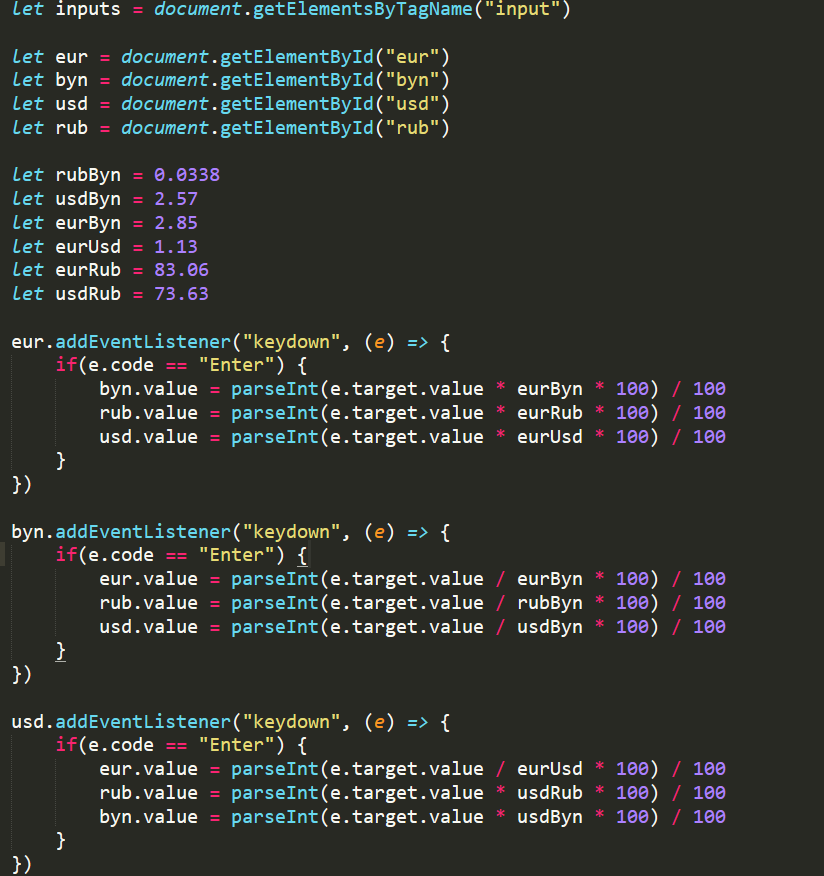 let inputs = document.getElementsByTagName("input")

let eur = document.getElementById("eur")
let byn = document.getElementById("byn")
let usd = document.getElementById("usd")
let rub = document.getElementById("rub")

let rubByn = 0.0338
let usdByn = 2.57
let eurByn = 2.85
let eurUsd = 1.13
let eurRub = 83.06
let usdRub = 73.63

eur.addEventListener("keydown", (e) => {
    if(e.code == "Enter") {
        byn.value = parseInt(e.target.value * eurByn * 100) / 100
        rub.value = parseInt(e.target.value * eurRub * 100) / 100
        usd.value = parseInt(e.target.value * eurUsd * 100) / 100
    }
})

byn.addEventListener("keydown", (e) => {
    if(e.code == "Enter") {
        eur.value = parseInt(e.target.value / eurByn * 100) / 100
        rub.value = parseInt(e.target.value / rubByn * 100) / 100
        usd.value = parseInt(e.target.value / usdByn * 100) / 100
    }
})

usd.addEventListener("keydown", (e) => {
    if(e.code == "Enter") {
        eur.value = parseInt(e.target.value / eurUsd * 100) / 100
        rub.value = parseInt(e.target.value * usdRub * 100) / 100
        byn.value = parseInt(e.target.value * usdByn * 100) / 100
    }
})